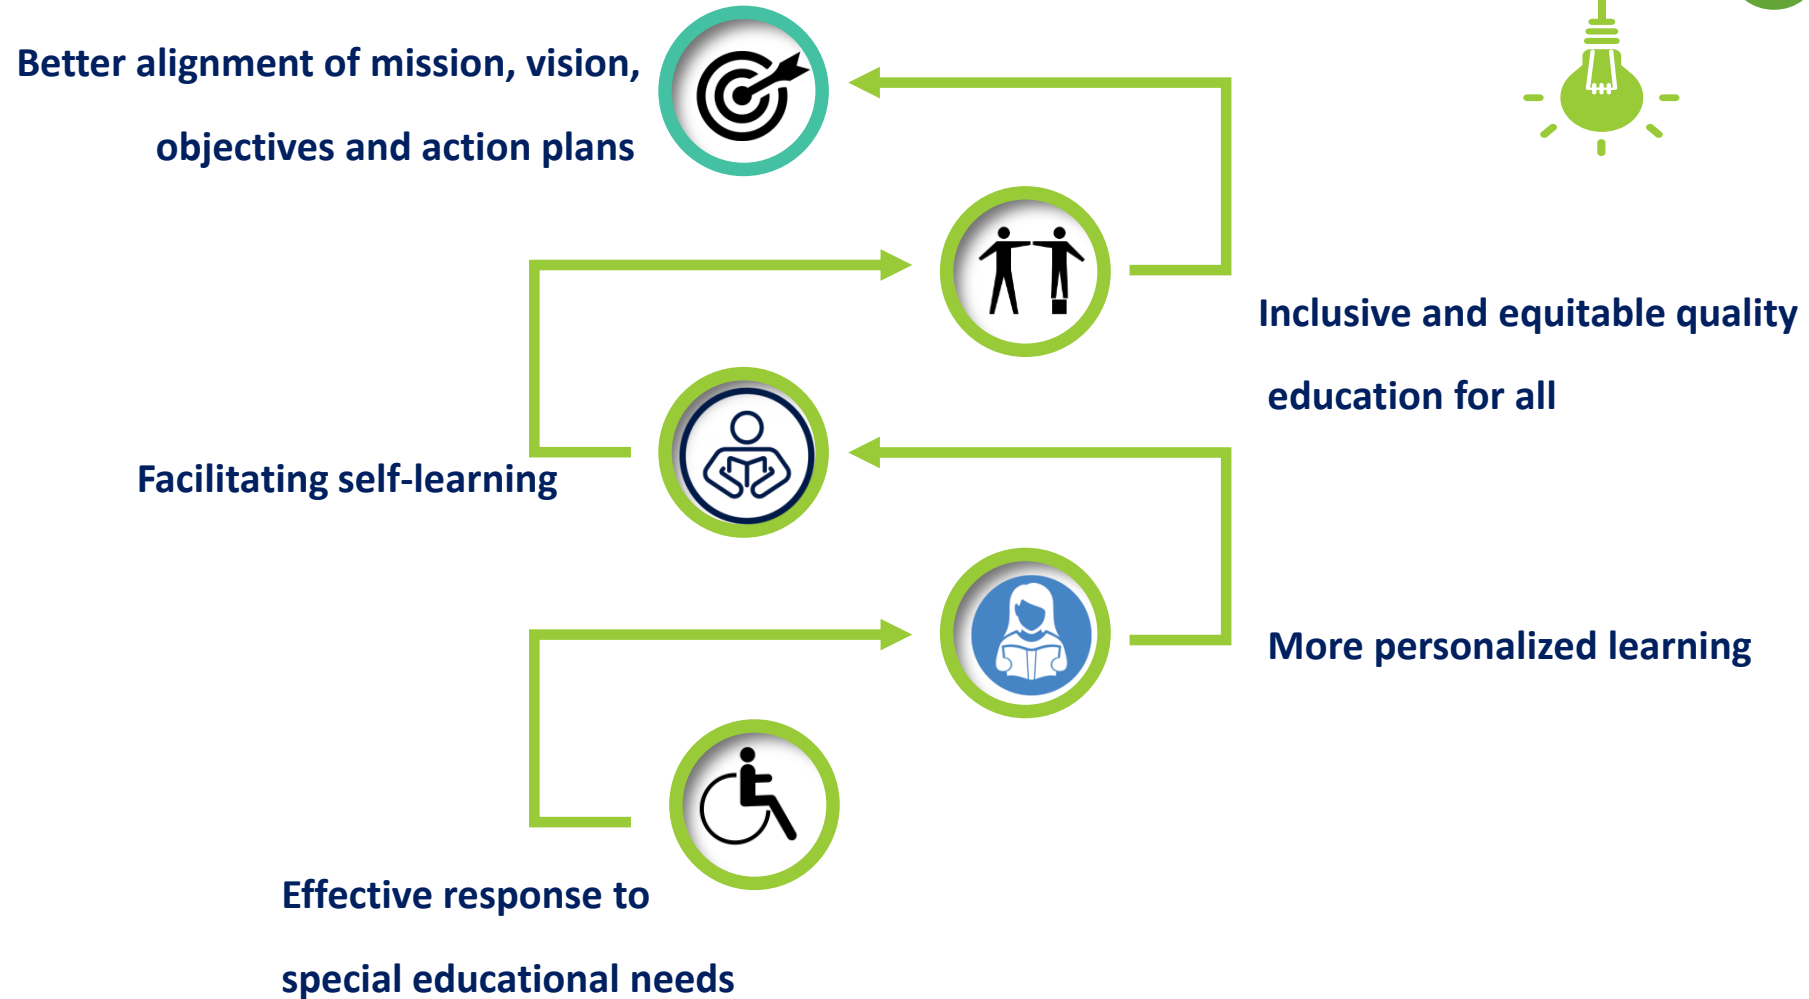 Better alignment of mission, vision,
objectives and action plans
Inclusive and equitable quality
education for all
Facilitating self-learning
More personalized learning
Effective response to
special educational needs